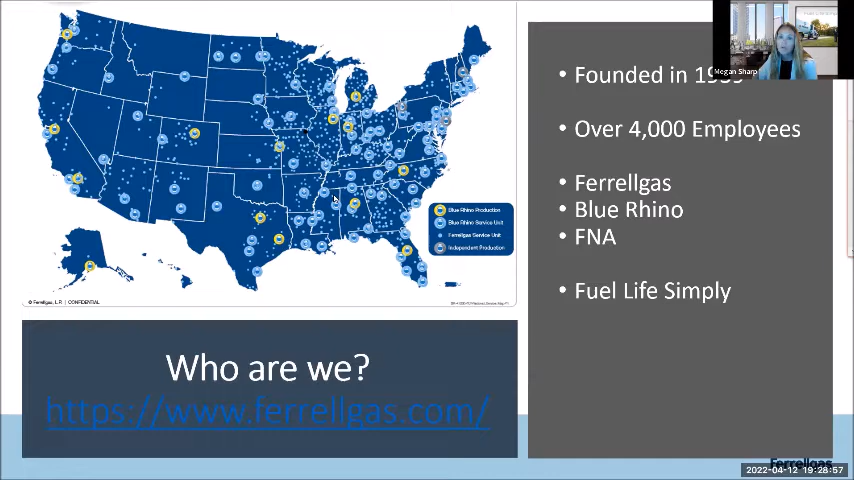 Megan Sharp
• Founded in 1939
• Over 4,000 Employees
• Ferrellgas
• Blue Rhino
• FNA
• Fuel Life Simply
Blue Rhino Production
Blue Rhino Service Unit
Ferrellgas Service Unit
Independent Production
© Ferrellgas, L.P. | CONFIDENTIAL
Who are we?
https://www.ferrellgas.com/
Ferrellgas
2022-04-12 19:28:57